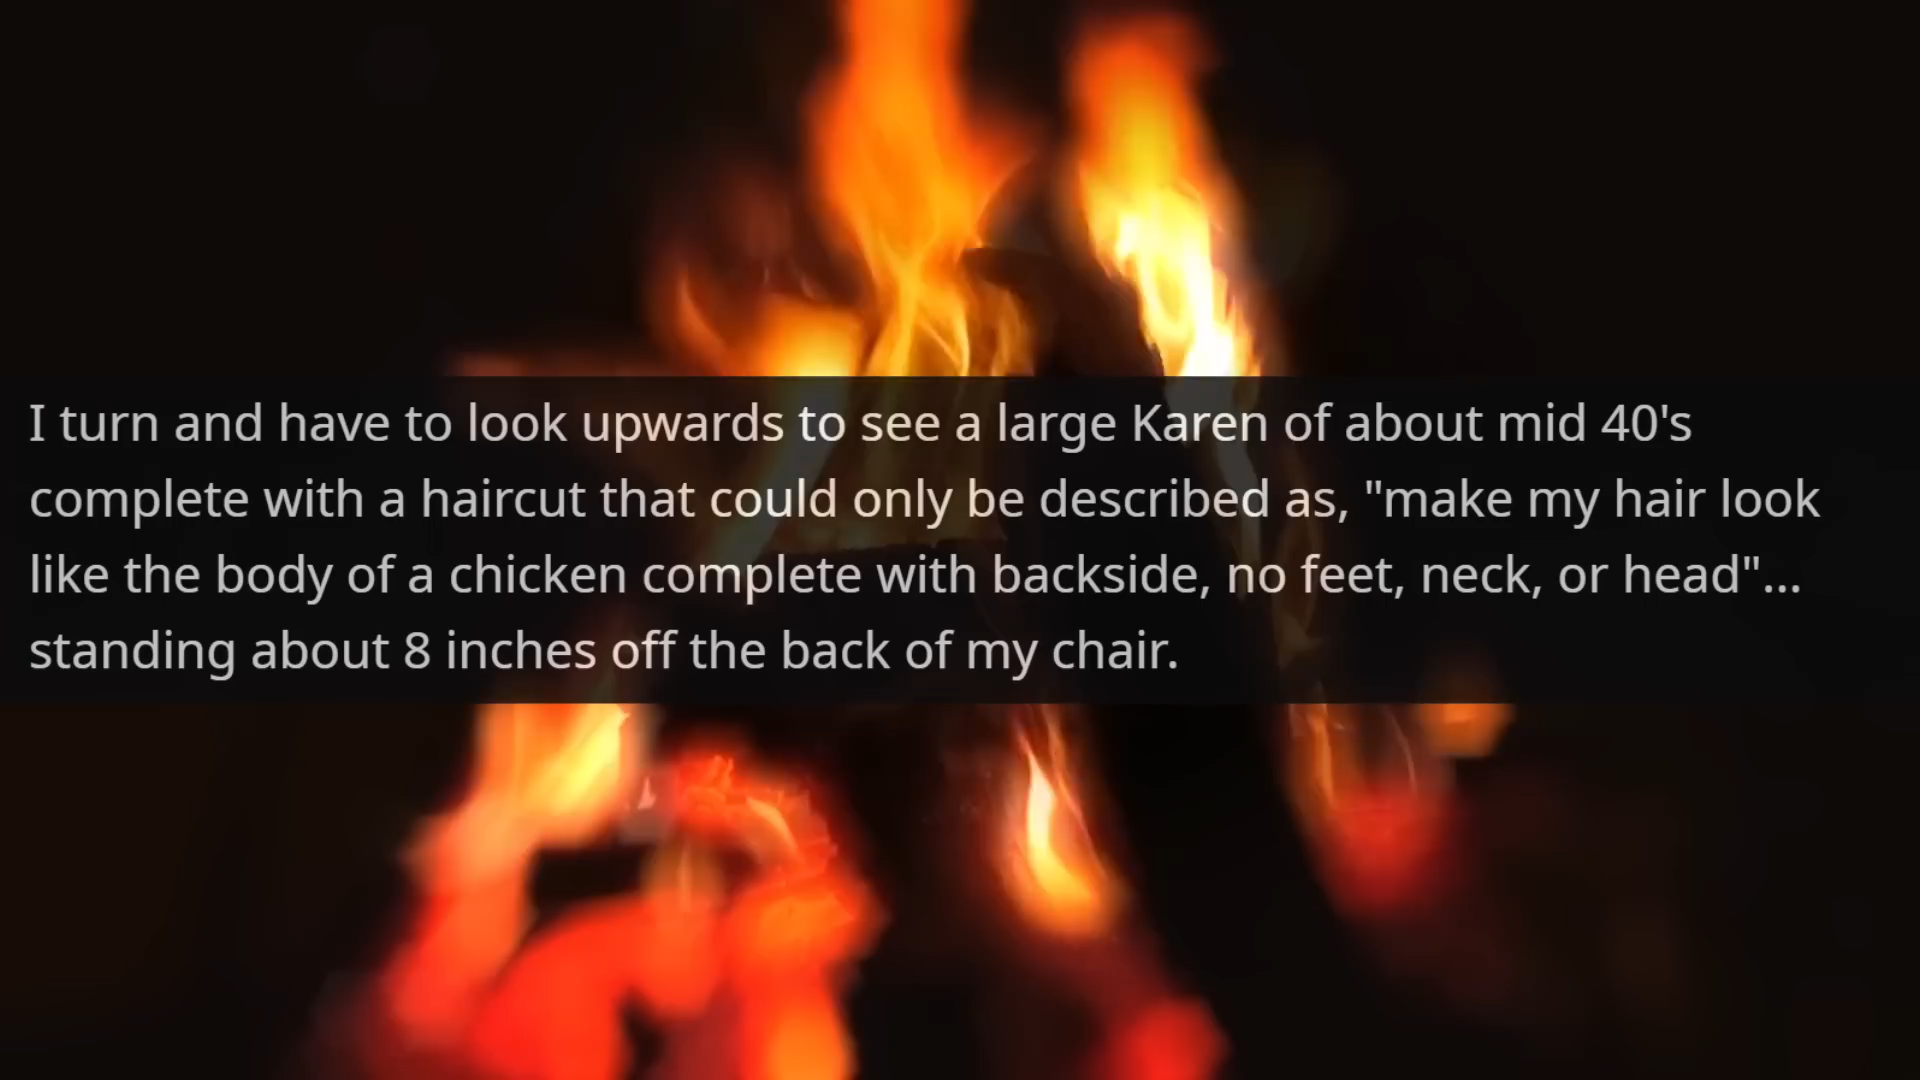 I turn and have to look upwards to see a large Karen of about mid 40's
complete with a haircut that could only be described as, "make my hair look
like the body of a chicken complete with backside, no feet, neck, or head"...
standing about 8 inches off the back of my chair.